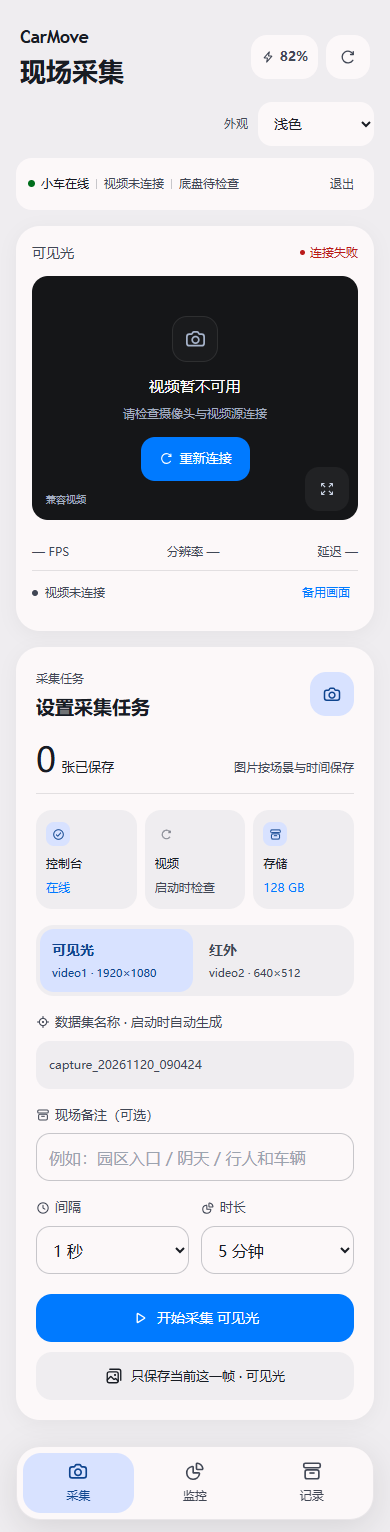 CarMove
现场采集
82%
外观
浅色
小车在线 | 视频未连接 | 底盘待检查
退出
可见光
连接失败
视频暂不可用
请检查摄像头与视频源连接
重新连接
兼容视频
— FPS
分辨率 —
延迟 —
视频未连接
备用画面
采集任务
设置采集任务
0 张已保存
图片按场景与时间保存
控制台
在线
视频
启动时检查
存储
128 GB
可见光
video1 · 1920×1080
红外
video2 · 640×512
数据集名称 · 启动时自动生成
capture_20261120_090424
现场备注（可选）
例如：园区入口 / 阴天 / 行人和车辆
间隔
时长
1 秒
5 分钟
开始采集 可见光
只保存当前这一帧 · 可见光
采集
监控
记录